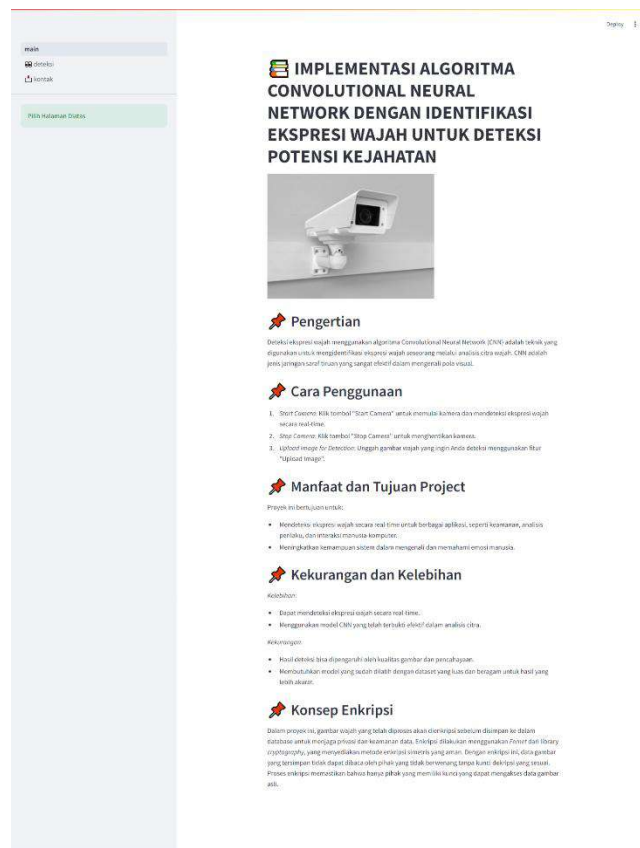 Deploy
main
deteksi
kontak
Pilih Halaman Diatas
IMPLEMENTASI ALGORITMA
CONVOLUTIONAL NEURAL
NETWORK DENGAN IDENTIFIKASI
EKSPRESI WAJAH UNTUK DETEKSI
POTENSI KEJAHATAN
Pengertian
Deteksi ekspresi wajah menggunakan algoritma Convolutional Neural Network (CNN) adalah teknik yang
digunakan untuk mengidentifikasi ekspresi wajah seseorang melalui analisis citra wajah. CNN adalah
jenis jaringan saraf tiruan yang sangat efektif dalam mengenali pola visual.
Cara Penggunaan
1. Start Camera: Klik tombol "Start Camera" untuk memulai kamera dan mendeteksi ekspresi wajah
secara real-time.
2. Stop Camera: Klik tombol "Stop Camera" untuk menghentikan kamera.
3. Upload Image for Detection: Unggah gambar wajah yang ingin Anda deteksi menggunakan fitur
"Upload Image".
Manfaat dan Tujuan Project
Proyek ini bertujuan untuk:
• Mendeteksi ekspresi wajah secara real-time untuk berbagai aplikasi, seperti keamanan, analisis
perilaku, dan interaksi manusia-komputer.
• Meningkatkan kemampuan sistem dalam mengenali dan memahami emosi manusia.
Kekurangan dan Kelebihan
Kelebihan:
• Dapat mendeteksi ekspresi wajah secara real-time.
• Menggunakan model CNN yang telah terbukti efektif dalam analisis citra.
Kekurangan:
• Hasil deteksi bisa dipengaruhi oleh kualitas gambar dan pencahayaan.
• Membutuhkan model yang sudah dilatih dengan dataset yang luas dan beragam untuk hasil yang
lebih akurat.
Konsep Enkripsi
Dalam proyek ini, gambar wajah yang telah diproses akan dienkripsi sebelum disimpan ke dalam
database untuk menjaga privasi dan keamanan data. Enkripsi dilakukan menggunakan Fernet dari library
cryptography, yang menyediakan metode enkripsi simetris yang aman. Dengan enkripsi ini, data gambar
yang tersimpan tidak dapat dibaca oleh pihak yang tidak berwenang tanpa kunci dekripsi yang sesuai.
Proses enkripsi memastikan bahwa hanya pihak yang memiliki kunci yang dapat mengakses data gambar
asli.